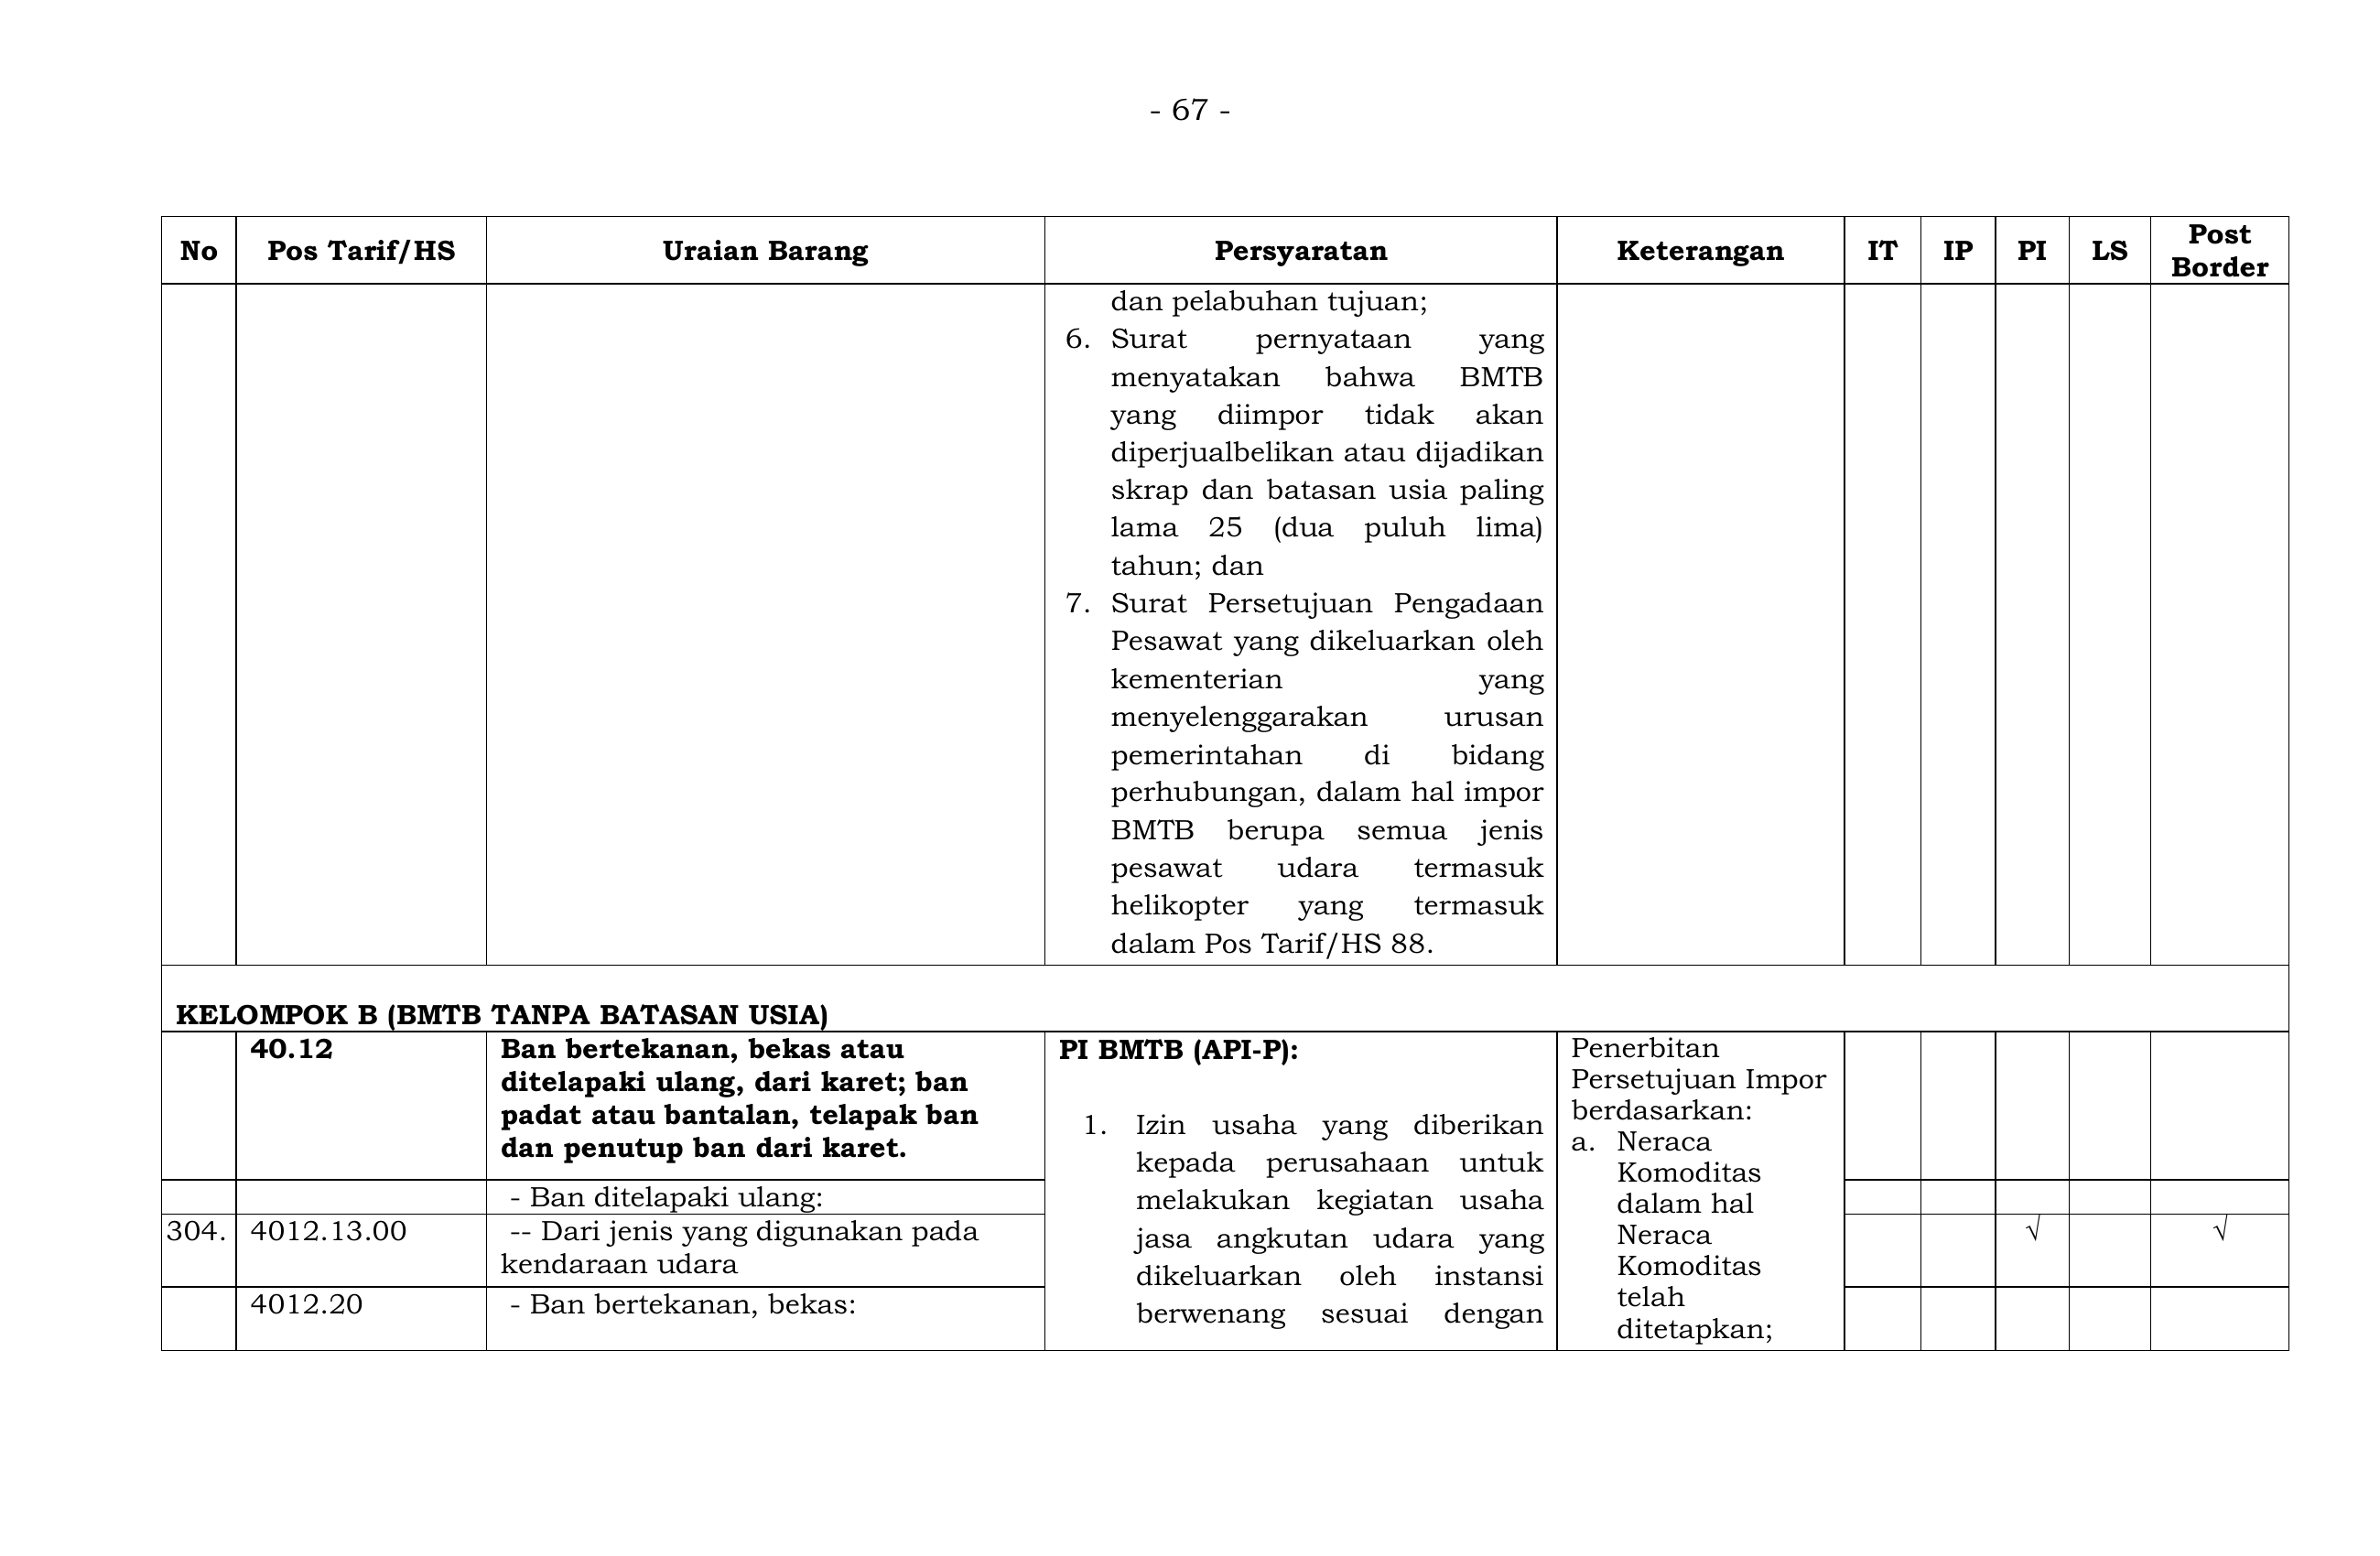 - 67 -
No Pos Tarif/HS Uraian Barang Persyaratan Keterangan IT IP PI LS Post Border
dan pelabuhan tujuan;
6. Surat pernyataan yang
menyatakan bahwa BMTB
yang diimpor tidak akan
diperjualbelikan atau dijadikan
skrap dan batasan usia paling
lama 25 (dua puluh lima)
tahun; dan
7. Surat Persetujuan Pengadaan
Pesawat yang dikeluarkan oleh
kementerian yang
menyelenggarakan urusan
pemerintahan di bidang
perhubungan, dalam hal impor
BMTB berupa semua jenis
pesawat udara termasuk
helikopter yang termasuk
dalam Pos Tarif/HS 88.
KELOMPOK B (BMTB TANPA BATASAN USIA)
40.12
Ban bertekanan, bekas atau
ditelapaki ulang, dari karet; ban
padat atau bantalan, telapak ban
dan penutup ban dari karet.
- Ban ditelapaki ulang:
304. 4012.13.00
-- Dari jenis yang digunakan pada
kendaraan udara
4012.20
- Ban bertekanan, bekas:
PI BMTB (API-P):
1. Izin usaha yang diberikan
kepada perusahaan untuk
melakukan kegiatan usaha
jasa angkutan udara yang
dikeluarkan oleh instansi
berwenang sesuai dengan
Penerbitan
Persetujuan Impor
berdasarkan:
a. Neraca
Komoditas
dalam hal
Neraca
Komoditas
telah
ditetapkan;
√ √